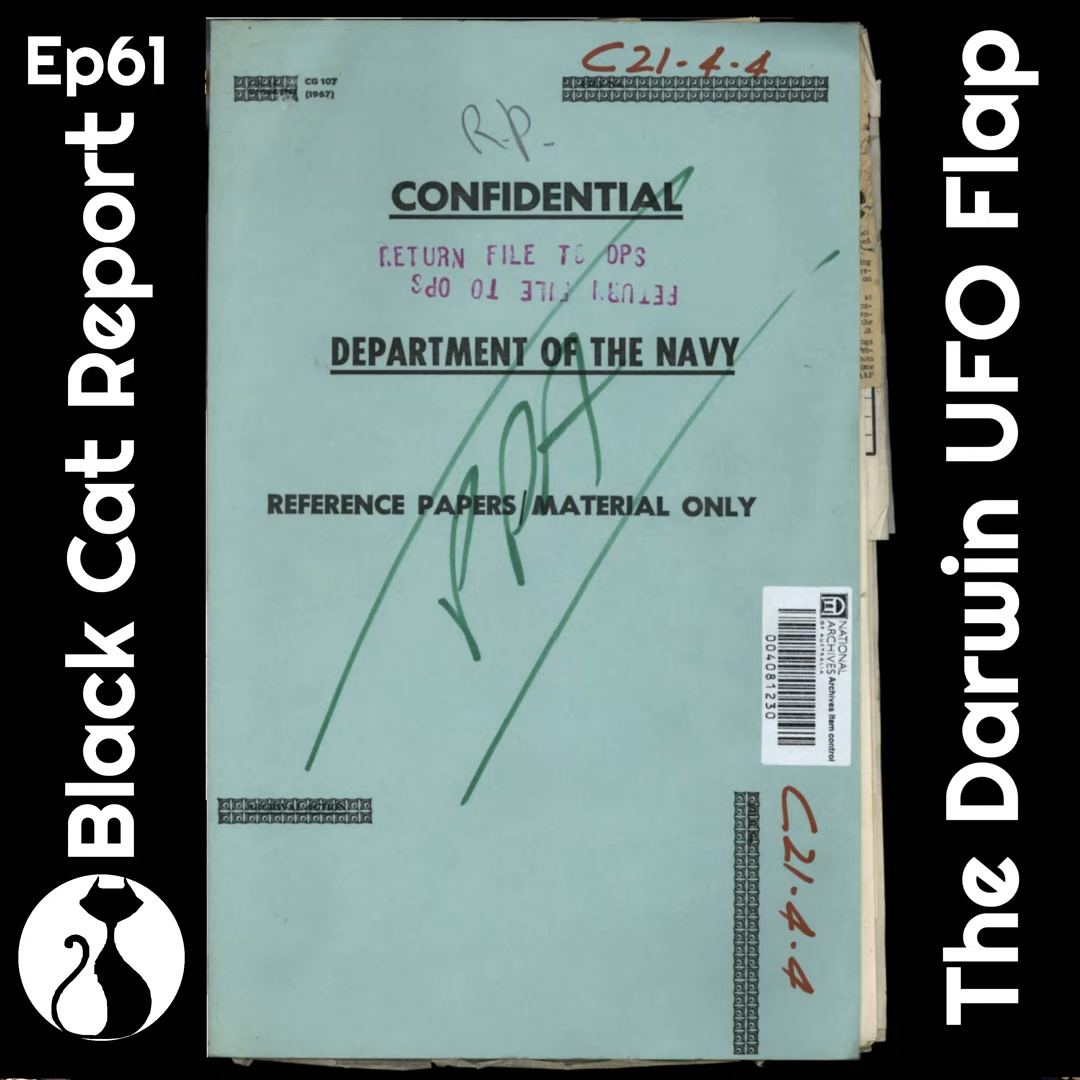 Ep61
Black Cat Report
The Darwin UFO Flap
CG 107
(1967)
C21.4.4
R.P.
CONFIDENTIAL
RETURN FILE TO OPS
RETURN FILE TO OPS
DEPARTMENT OF THE NAVY
REFERENCE PAPERS/MATERIAL ONLY
NATIONAL
ARCHIVES
OF AUSTRALIA
Archives item control
004081230
C21.4.4